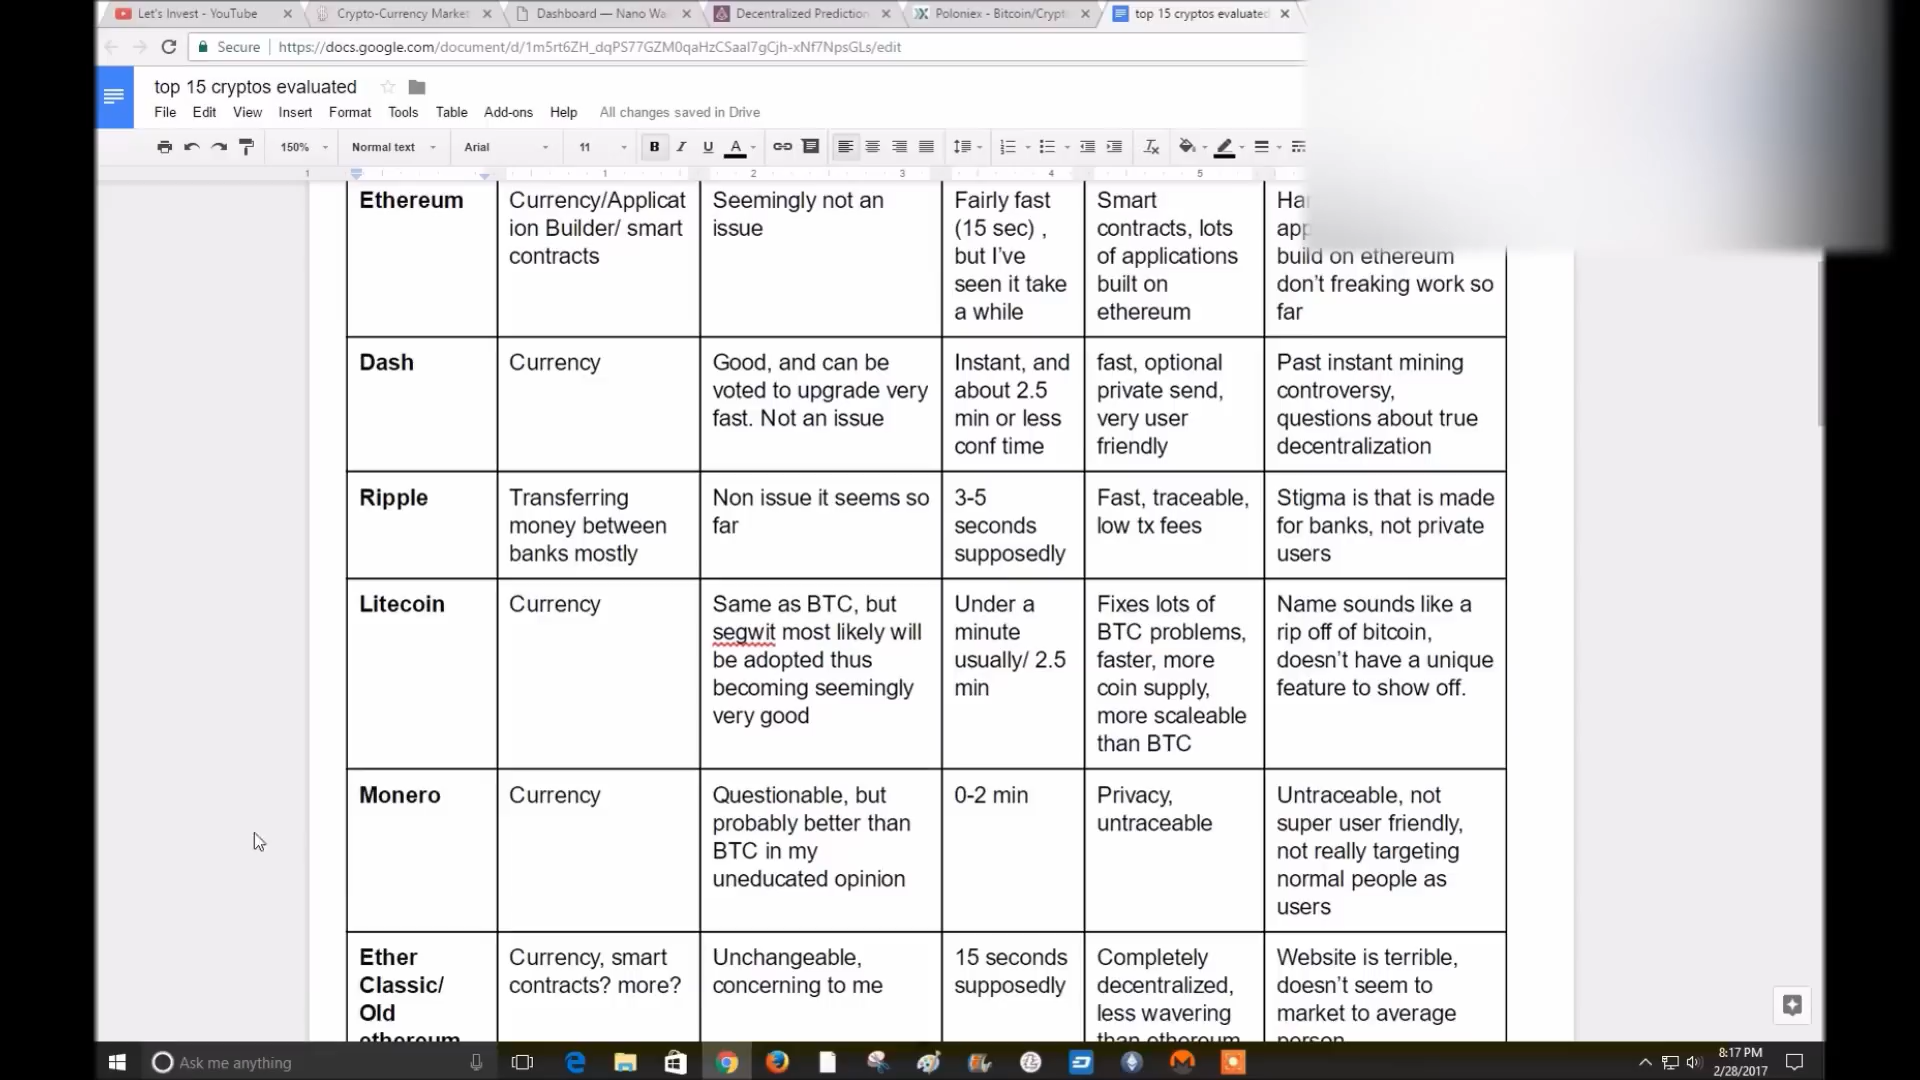 Let's Invest - YouTube
Crypto-Currency Market
Dashboard — Nano Wa
Decentralized Prediction
Poloniex - Bitcoin/Crypt
top 15 cryptos evaluated
Secure
https://docs.google.com/document/d/1m5rt6ZH_dqPS77GZM0qaHzCSaal7gCjh-xNf7NpsGLs/edit
top 15 cryptos evaluated
File Edit View Insert Format Tools Table Add-ons Help All changes saved in Drive
150% Normal text Arial 11 B I U A
1 1 2 3 4 5
Ethereum
Currency/Applicat
ion Builder/ smart
contracts
Seemingly not an
issue
Fairly fast
(15 sec) ,
but I've
seen it take
a while
Smart
contracts, lots
of applications
built on
ethereum
build on ethereum
don't freaking work so
far
Dash
Currency
Good, and can be
voted to upgrade very
fast. Not an issue
Instant, and
about 2.5
min or less
conf time
fast, optional
private send,
very user
friendly
Past instant mining
controversy,
questions about true
decentralization
Ripple
Transferring
money between
banks mostly
Non issue it seems so
far
3-5
seconds
supposedly
Fast, traceable,
low tx fees
Stigma is that is made
for banks, not private
users
Litecoin
Currency
Same as BTC, but
segwit most likely will
be adopted thus
becoming seemingly
very good
Under a
minute
usually/ 2.5
min
Fixes lots of
BTC problems,
faster, more
coin supply,
more scaleable
than BTC
Name sounds like a
rip off of bitcoin,
doesn't have a unique
feature to show off.
Monero
Currency
Questionable, but
probably better than
BTC in my
uneducated opinion
0-2 min
Privacy,
untraceable
Untraceable, not
super user friendly,
not really targeting
normal people as
users
Ether
Classic/
Old
ethereum
Currency, smart
contracts? more?
Unchangeable,
concerning to me
15 seconds
supposedly
Completely
decentralized,
less wavering
than ethereum
Website is terrible,
doesn't seem to
market to average
person
Ask me anything
8:17 PM
2/28/2017